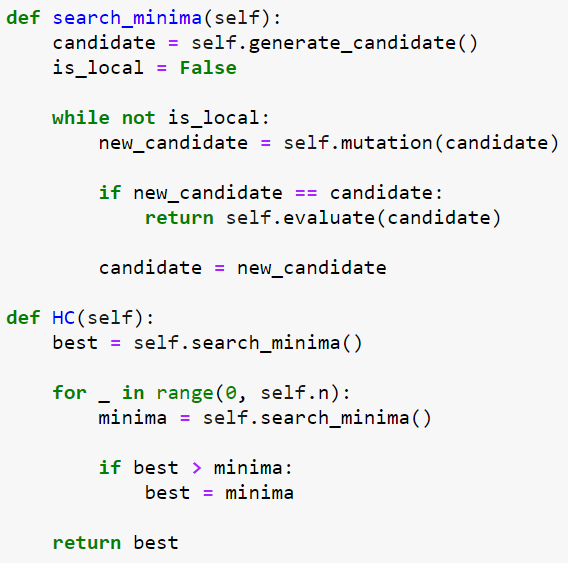 def search_minima(self):
    candidate = self.generate_candidate()
    is_local = False
    while not is_local:
        new_candidate = self.mutation(candidate)
        if new_candidate == candidate:
            return self.evaluate(candidate)
        candidate = new_candidate
def HC(self):
    best = self.search_minima()
    for _ in range(0, self.n):
        minima = self.search_minima()
        if best > minima:
            best = minima
    return best